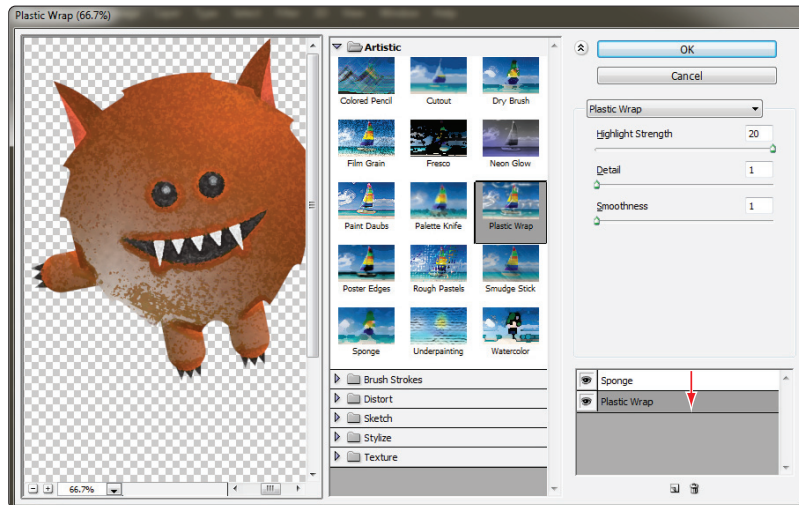 Plastic Wrap (66.7%)
Artistic
Colored Pencil
Cutout
Dry Brush
Film Grain
Fresco
Neon Glow
Paint Daubs
Palette Knife
Plastic Wrap
Poster Edges
Rough Pastels
Smudge Stick
Sponge
Underpainting
Watercolor
Brush Strokes
Distort
Sketch
Stylize
Texture
66.7%
OK
Cancel
Plastic Wrap
Highlight Strength 20
Detail 1
Smoothness 1
Sponge
Plastic Wrap